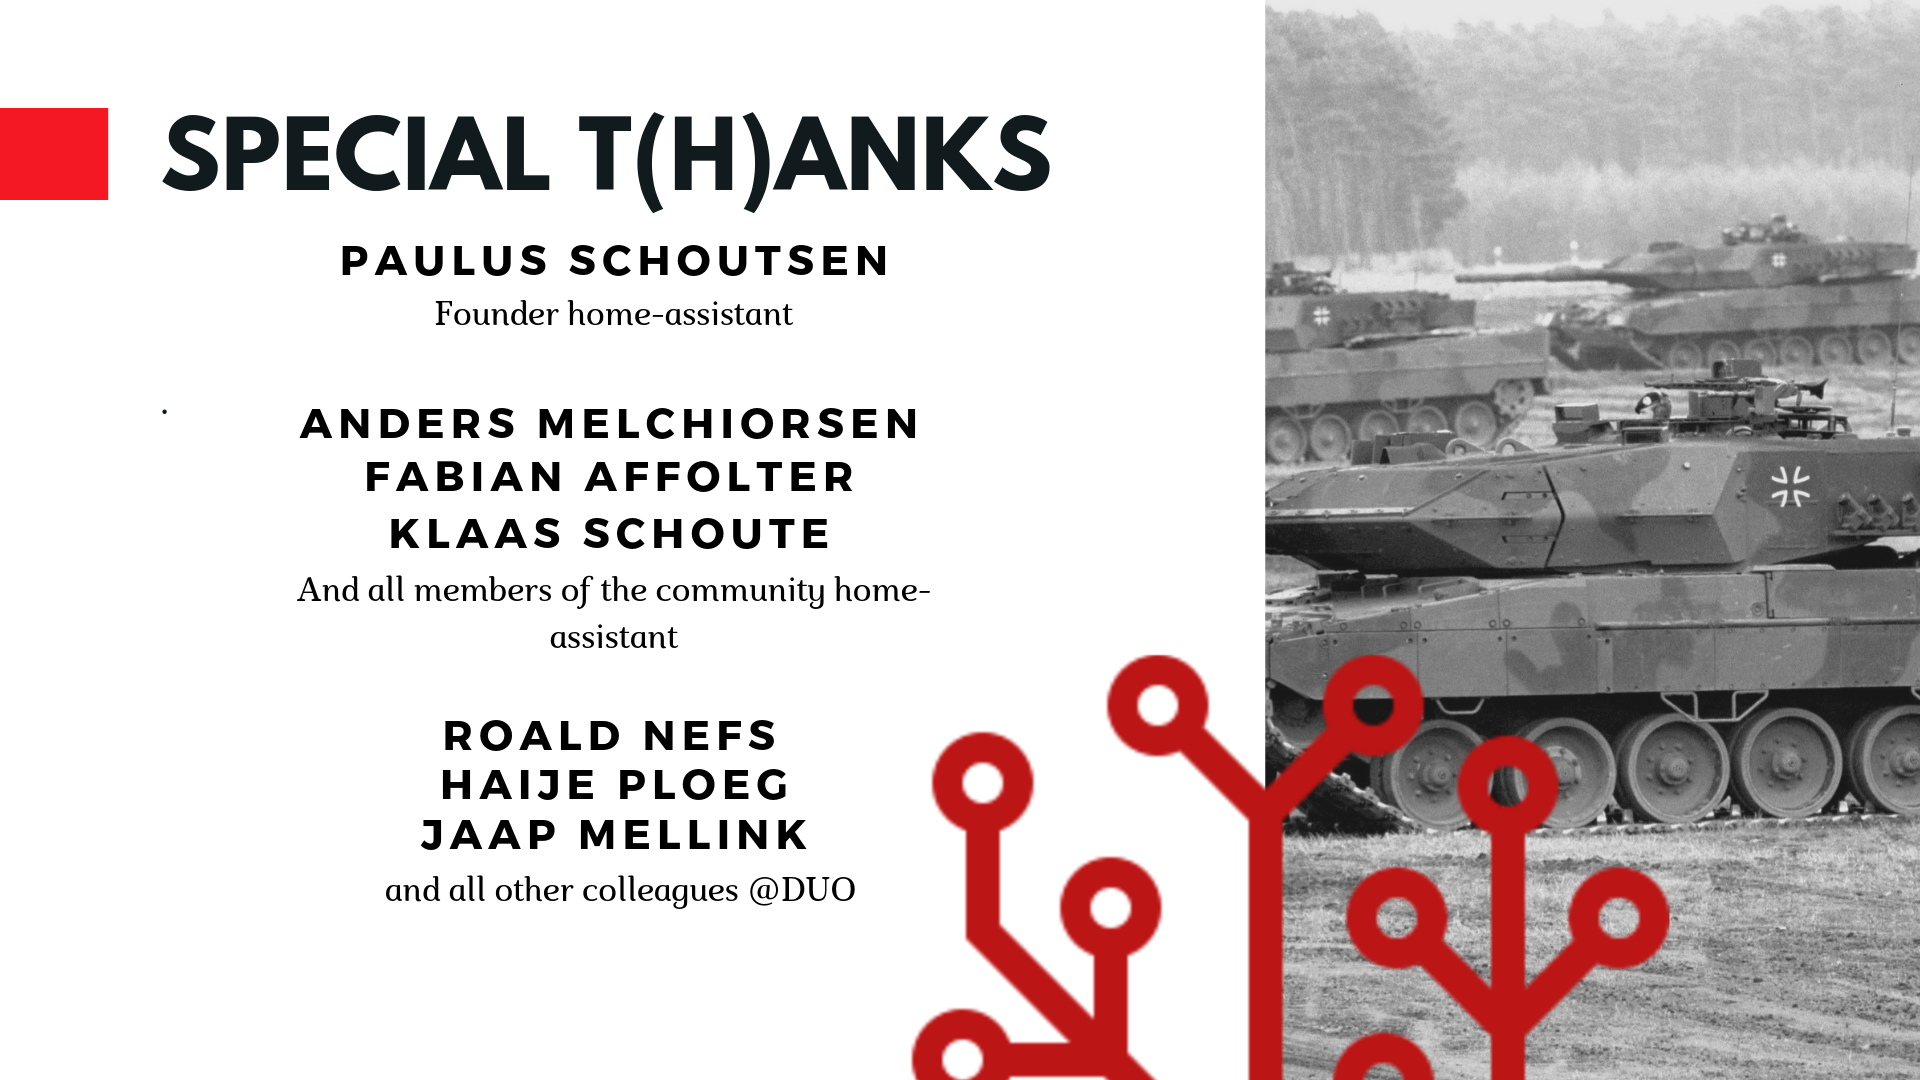 SPECIAL T(H)ANKS
PAULUS SCHOUTSEN
Founder home-assistant
ANDERS MELCHIORSEN
FABIAN AFFOLTER
KLAAS SCHOUTE
And all members of the community home-
assistant
ROALD NEFS
HAIJE PLOEG
JAAP MELLINK
and all other colleagues @DUO